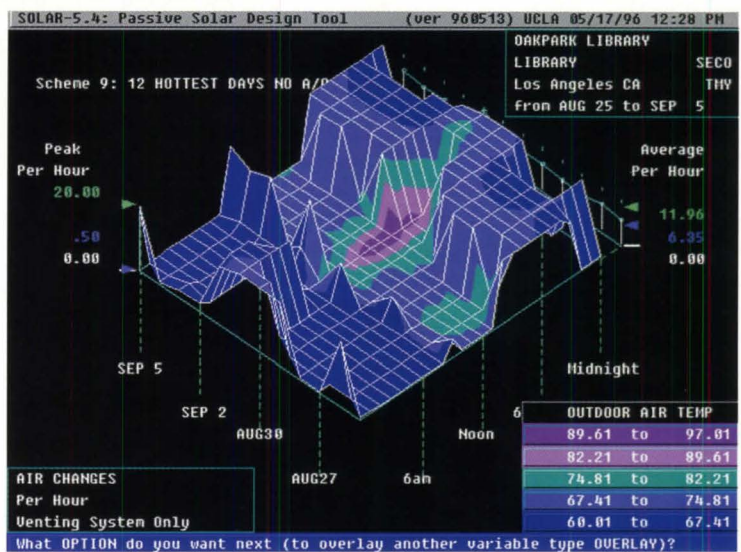 SOLAR-5.4: Passive Solar Design Tool (ver 960513) UCLA 05/17/96 12:28 PM
OAKPARK LIBRARY
LIBRARY SECO
Los Angeles CA TMY
from AUG 25 to SEP 5
Scheme 9: 12 HOTTEST DAYS NO A/
Peak
Per Hour
20.00
.50
0.00
Average
Per Hour
11.96
6.35
0.00
SEP 5
SEP 2
AUG30
AUG27
6am
Noon
6
Midnight
OUTDOOR AIR TEMP
89.61 to 97.01
82.21 to 89.61
74.81 to 82.21
67.41 to 74.81
60.01 to 67.41
AIR CHANGES
Per Hour
Venting System Only
What OPTION do you want next (to overlay another variable type OVERLAY)?